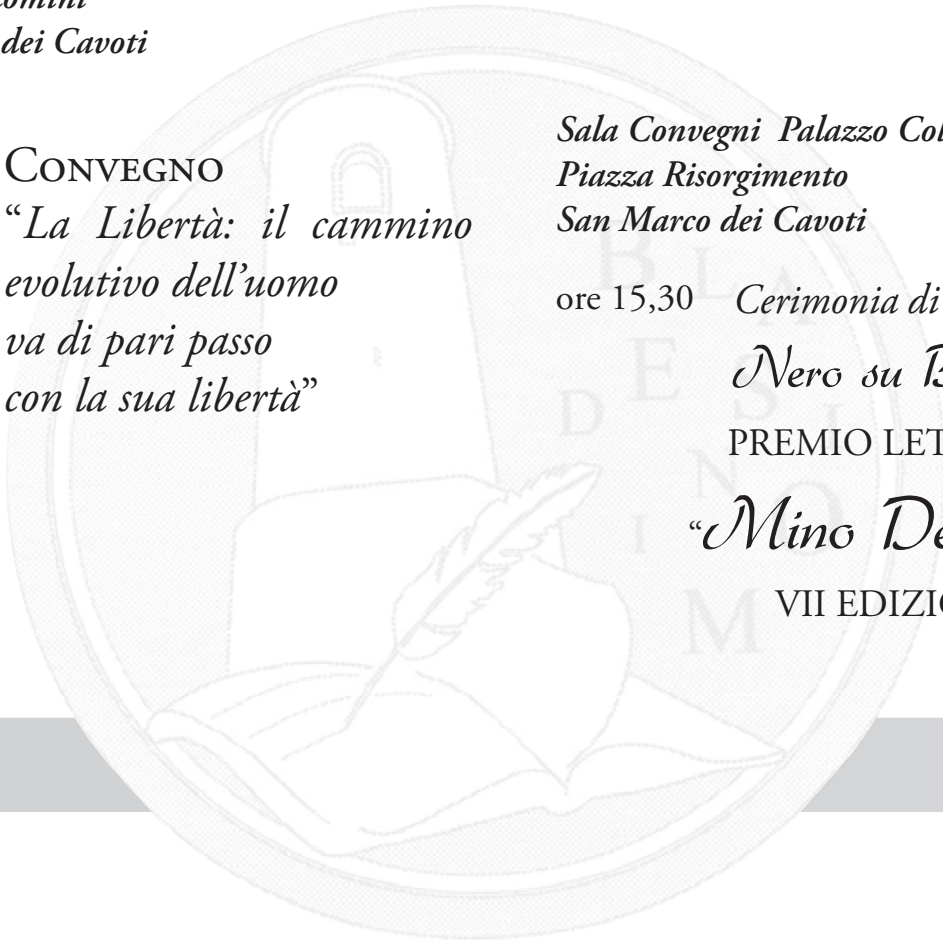 dei Cavoti
CONVEGNO
“La Libertà: il cammino
evolutivo dell’uomo
va di pari passo
con la sua libertà”
Sala Convegni Palazzo
Piazza Risorgimento
San Marco dei Cavoti
ore 15,30 Cerimonia di
Nero su
PREMIO
“Mino
VII